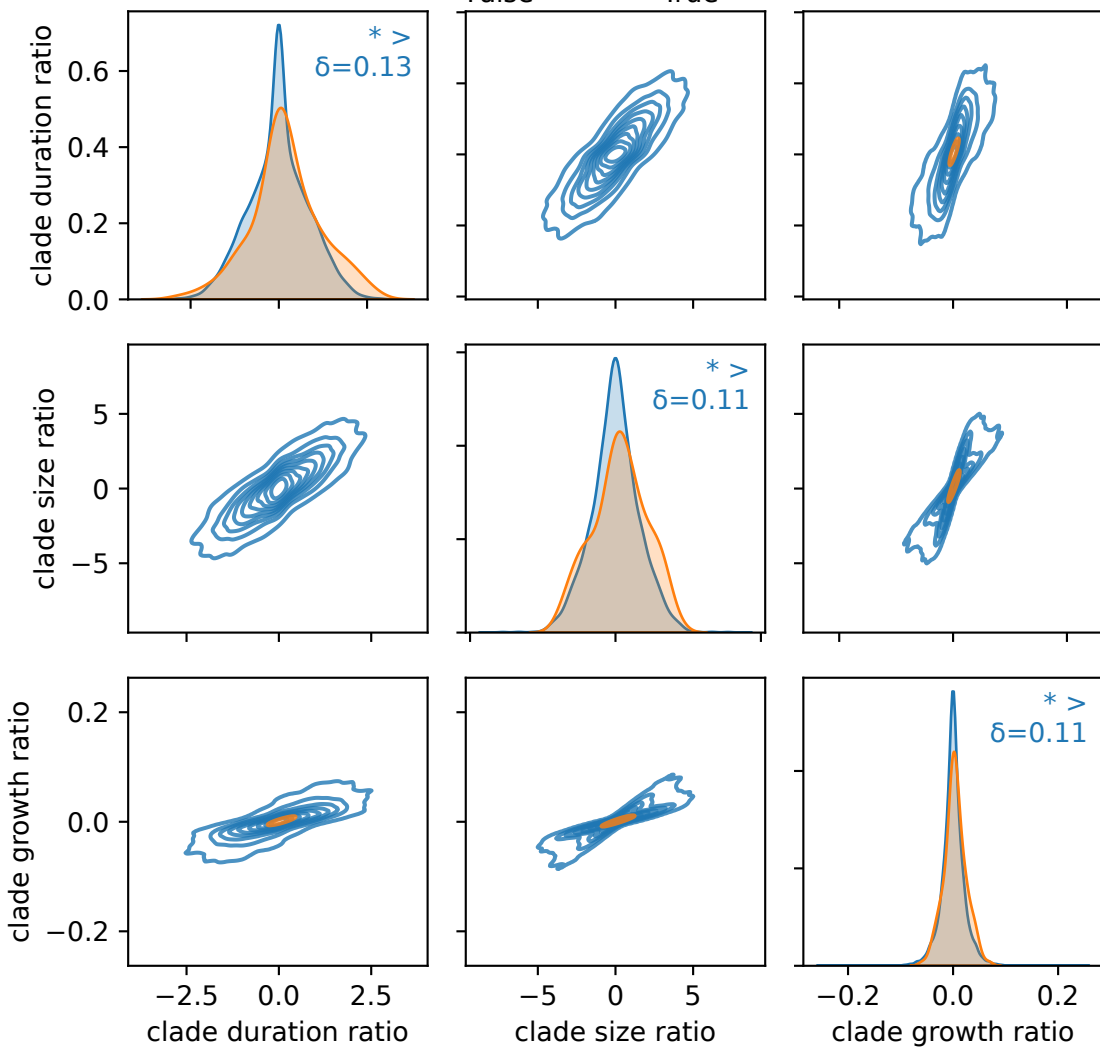 False True
clade duration ratio
0.6
0.4
0.2
0.0
* >
δ=0.13
clade size ratio
5
0
−5
* >
δ=0.11
clade growth ratio
0.2
0.0
−0.2
* >
δ=0.11
−2.5 0.0 2.5 −5 0 5 −0.2 0.0 0.2
clade duration ratio clade size ratio clade growth ratio